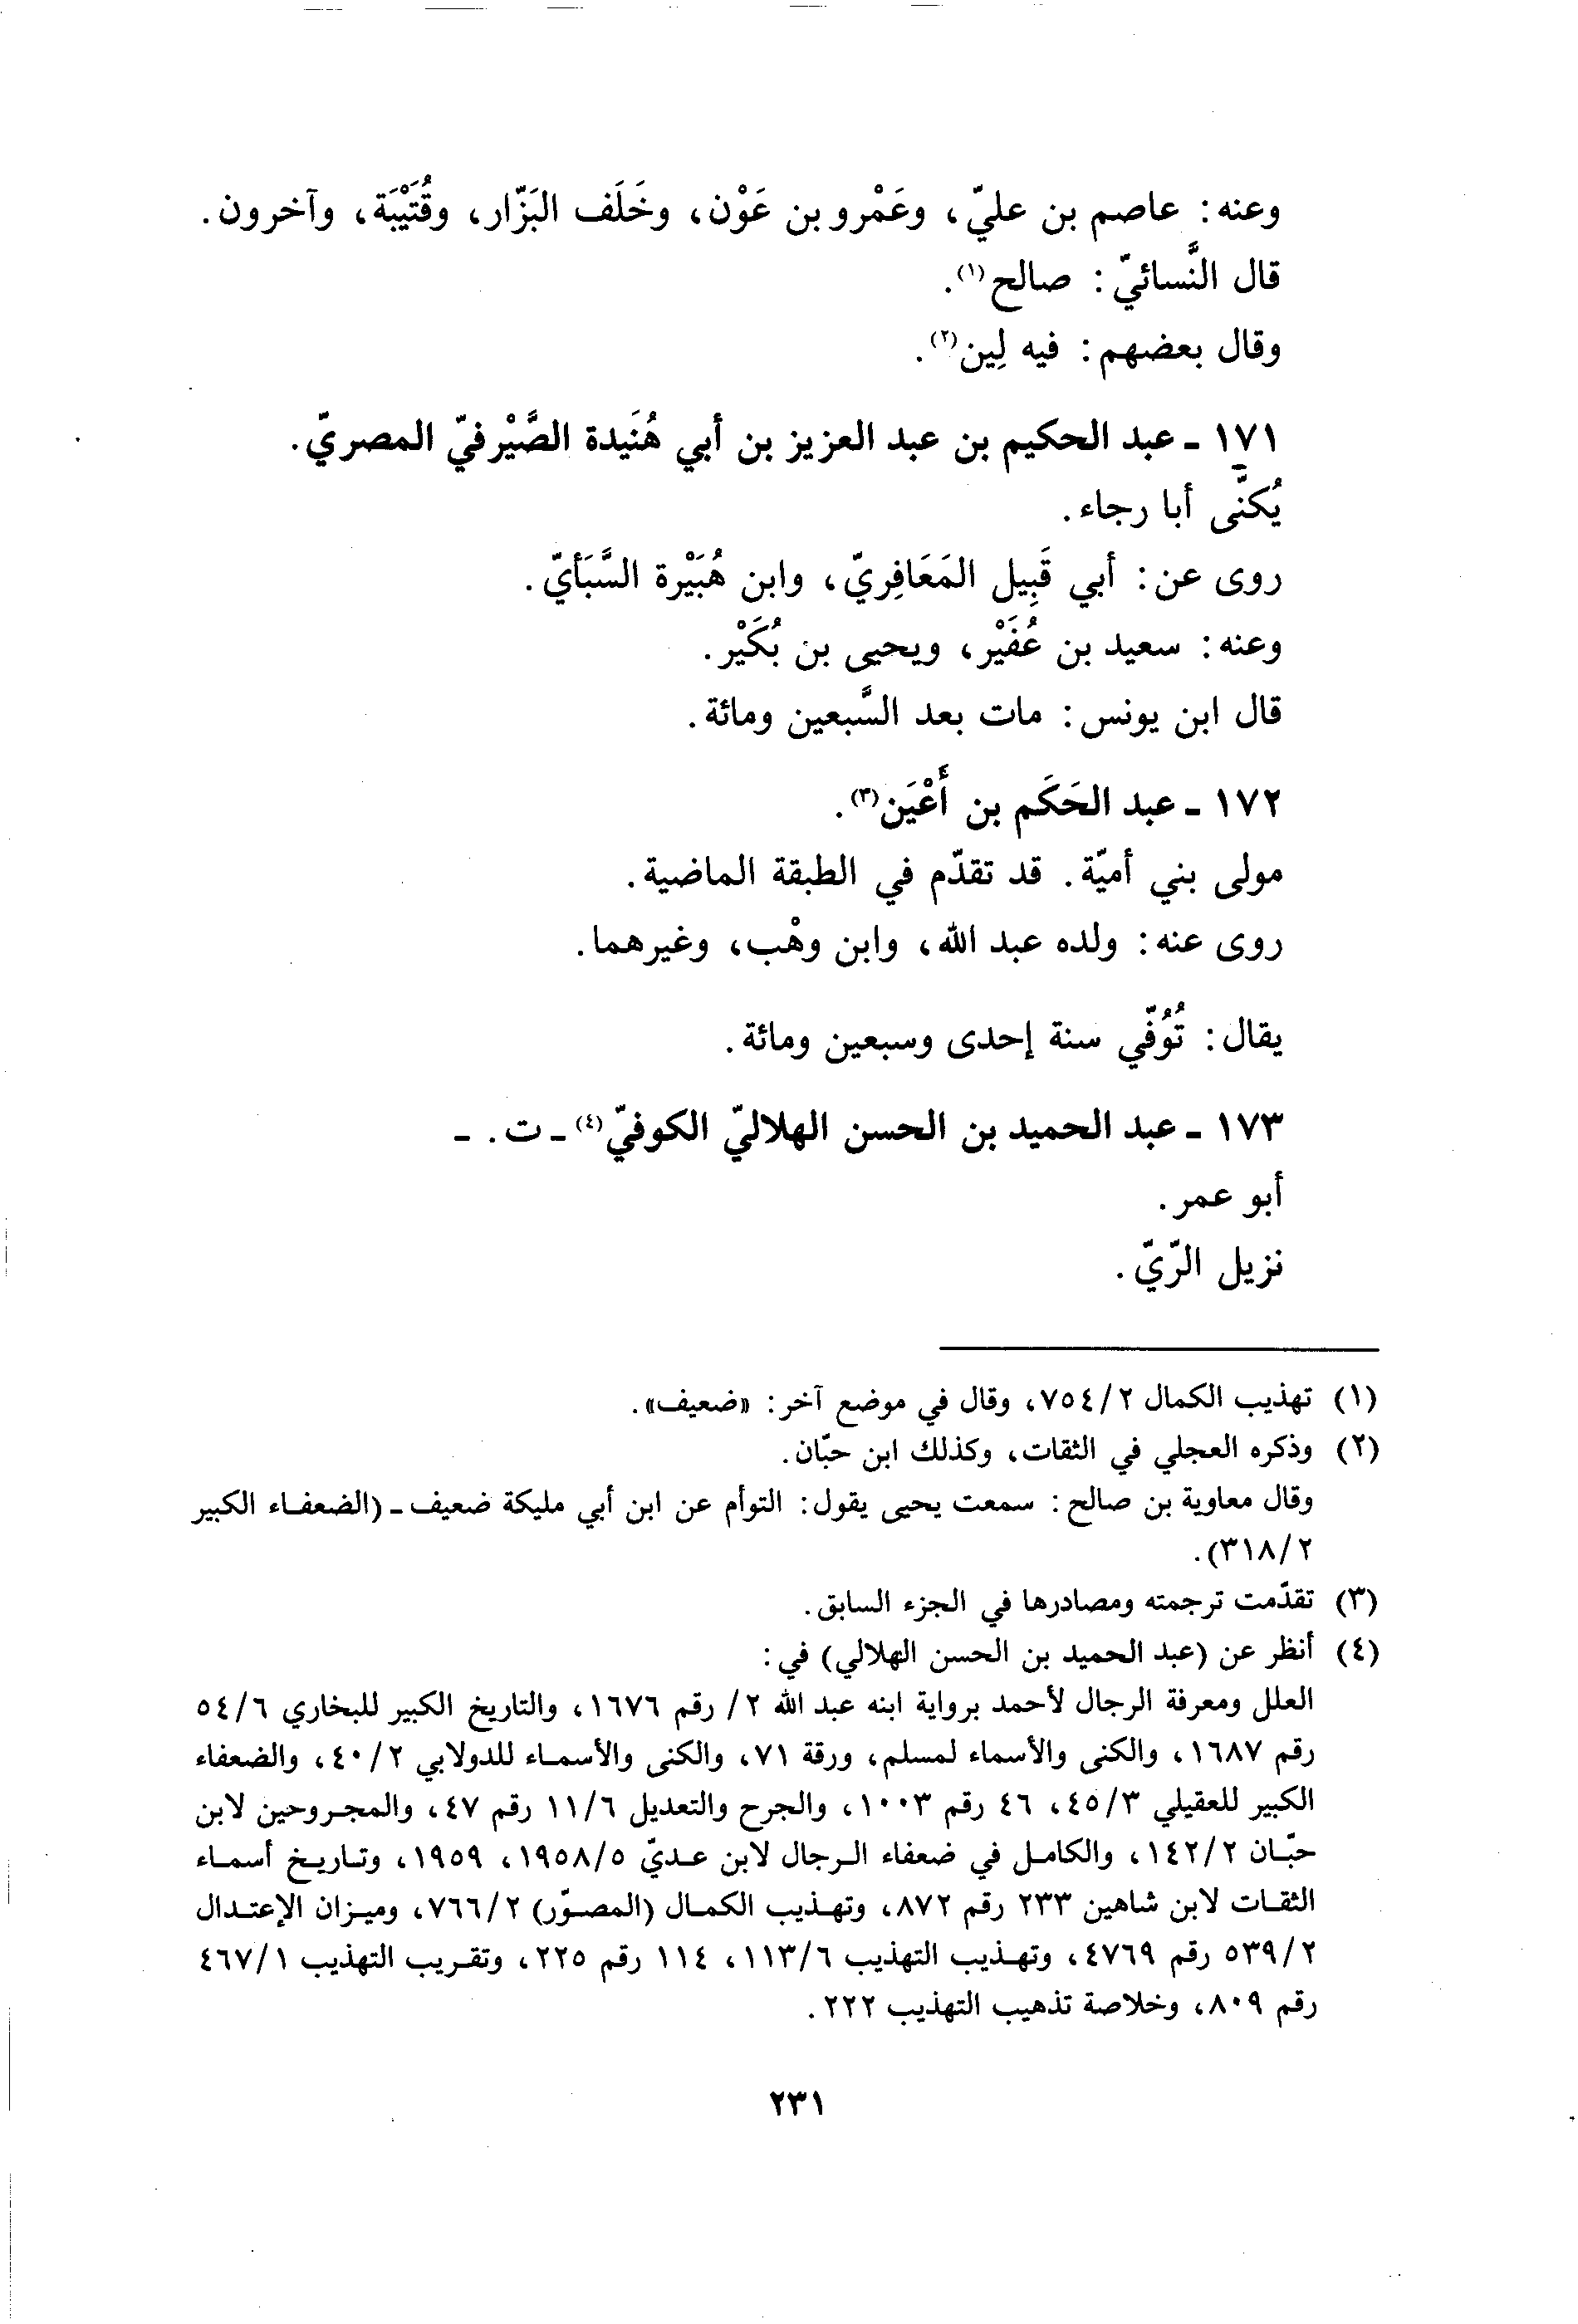 وعنه: عاصم بن عليّ، وعَمْرو بن عَوْن، وخَلَف البَزّار، وقُتَيْبَة، وآخرون.
قال النَّسائيّ: صالح(١).
وقال بعضهم: فيه لِين(٢).
١٧١ ـ عبد الحكيم بن عبد العزيز بن أبي هُنَيدة الصَّيْرفيّ المصريّ.
يُكنَّى أبا رجاء.
روى عن: أبي قَبِيل المَعَافِريّ، وابن هُبَيْرة السَّبَأيّ.
وعنه: سعيد بن عُفَيْر، ويحيى بن بُكَيْر.
قال ابن يونس: مات بعد السَّبعين ومائة.
١٧٢ ـ عبد الحَكَم بن أَعْيَن(٣).
مولى بني أميّة. قد تقدّم في الطبقة الماضية.
روى عنه: ولده عبد الله، وابن وهْب، وغيرهما.
يقال: تُوُفّي سنة إحدى وسبعين ومائة.
١٧٣ ـ عبد الحميد بن الحسن الهلاليّ الكوفيّ(٤) ـ ت. ـ
أبو عمر.
نزيل الرّيّ.
(١) تهذيب الكمال ٢/٧٥٤، وقال في موضع آخر: «ضعيف».
(٢) وذكره العجلي في الثقات، وكذلك ابن حبّان.
وقال معاوية بن صالح: سمعت يحيى يقول: التوأم عن ابن أبي مليكة ضعيف ـ (الضعفاء الكبير
٢/٣١٨).
(٣) تقدّمت ترجمته ومصادرها في الجزء السابق.
(٤) أنظر عن (عبد الحميد بن الحسن الهلالي) في:
العلل ومعرفة الرجال لأحمد برواية ابنه عبد الله ٢/ رقم ١٦٧٦، والتاريخ الكبير للبخاري ٦/٥٤
رقم ١٦٨٧، والكنى والأسماء لمسلم، ورقة ٧١، والكنى والأسماء للدولابي ٢/٤٠، والضعفاء
الكبير للعقيلي ٣/٤٥، ٤٦ رقم ١٠٠٣، والجرح والتعديل ٦/١١ رقم ٤٧، والمجروحين لابن
حبّان ٢/١٤٢، والكامل في ضعفاء الرجال لابن عديّ ٥/١٩٥٨، ١٩٥٩، وتاريخ أسماء
الثقات لابن شاهين ٢٣٣ رقم ٨٧٢، وتهذيب الكمال (المصوّر) ٢/٧٦٦، وميزان الإعتدال
٢/٥٣٩ رقم ٤٧٦٩، وتهذيب التهذيب ٦/١١٣، ١١٤ رقم ٢٢٥، وتقريب التهذيب ١/٤٦٧
رقم ٨٠٩، وخلاصة تذهيب التهذيب ٢٢٢.
٢٣١